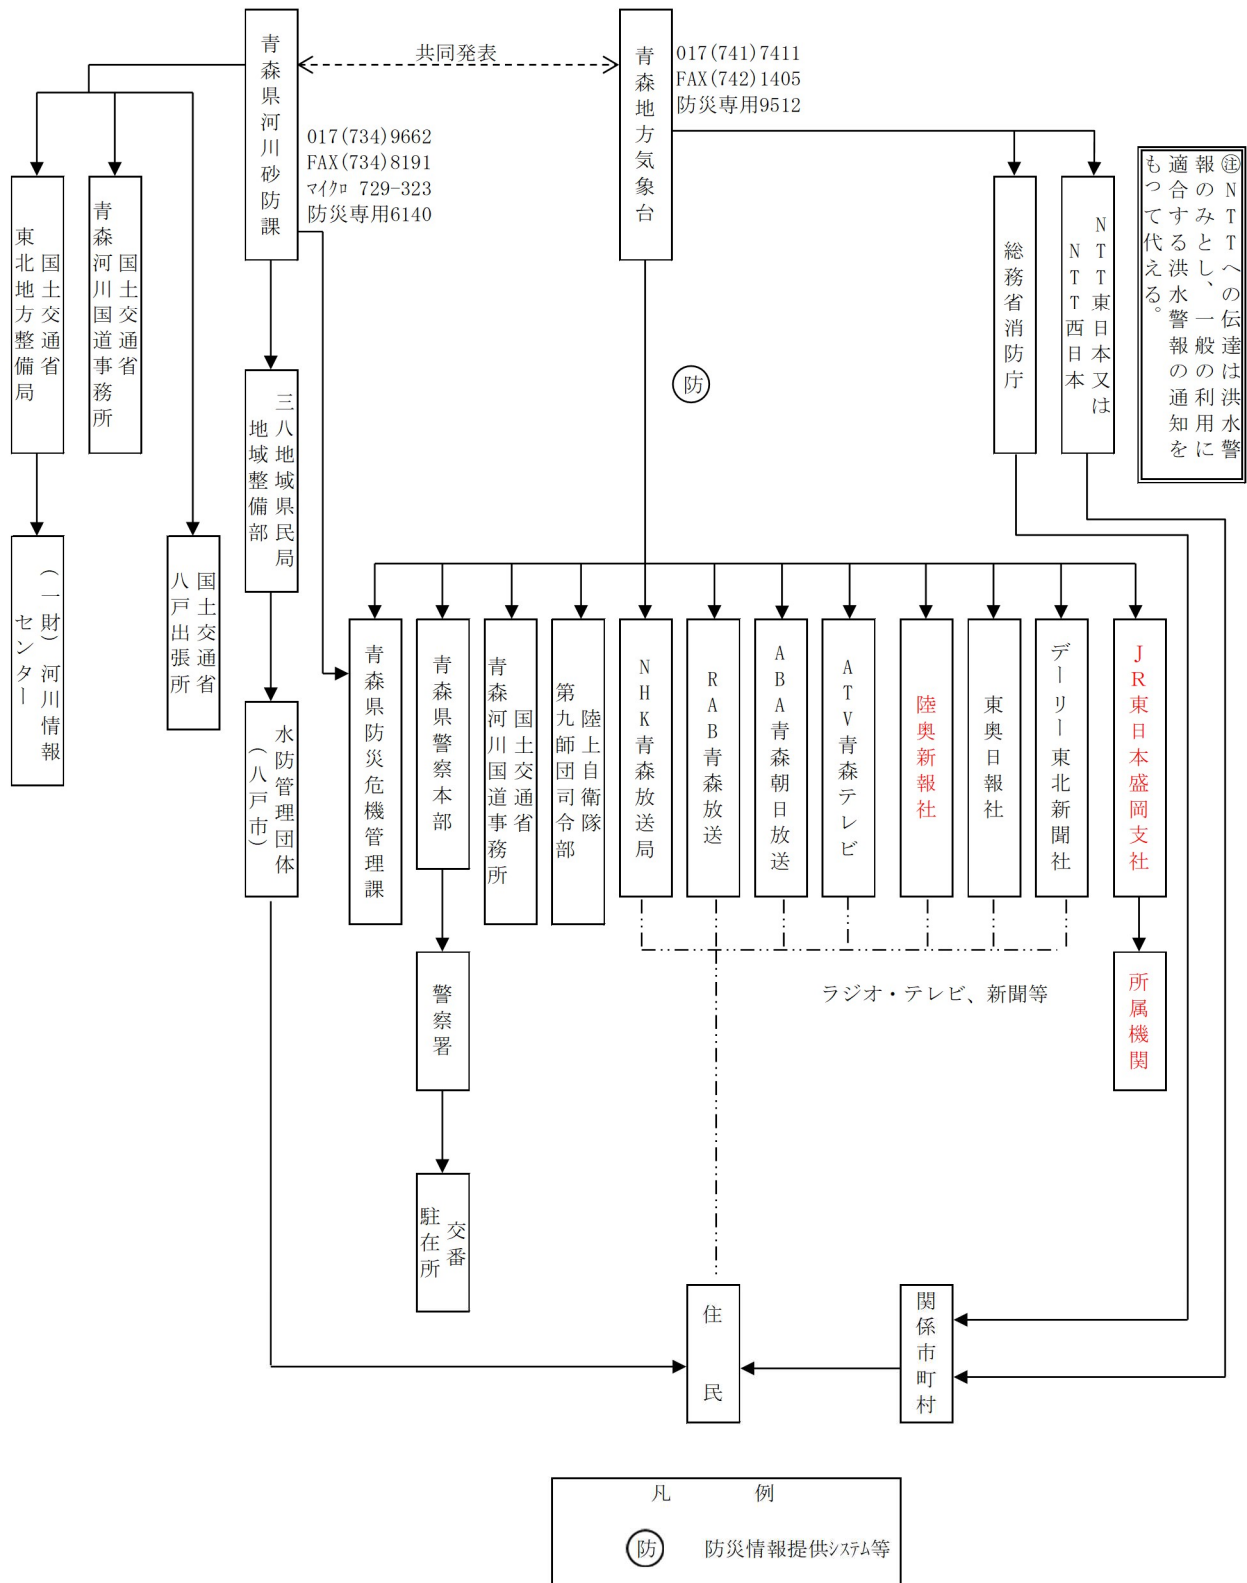 青森県河川砂防課
共同発表
青森地方気象台
017(741)7411
FAX(742)1405
防災専用9512
017(734)9662
FAX(734)8191
ﾏｲｸﾛ 729-323
防災専用6140
国土交通省
東北地方整備局
国土交通省
青森河川国道事務所
三八地域県民局
地域整備部
防
総務省消防庁
NTT東日本又は
NTT西日本
㊟NTTへの伝達は洪水警
報のみとし、一般の利用に
適合する洪水警報の通知を
もって代える。
(一財)河川情報
センター
国土交通省
八戸出張所
水防管理団体
(八戸市)
青森県防災危機管理課
青森県警察本部
国土交通省
青森河川国道事務所
陸上自衛隊
第九師団司令部
NHK青森放送局
RAB青森放送
ABA青森朝日放送
ATV青森テレビ
陸奥新報社
東奥日報社
デーリー東北新聞社
JR東日本盛岡支社
警察署
ラジオ・テレビ、新聞等
所属機関
交番
駐在所
住民
関係市町村
凡 例
防 防災情報提供ｼｽﾃﾑ等